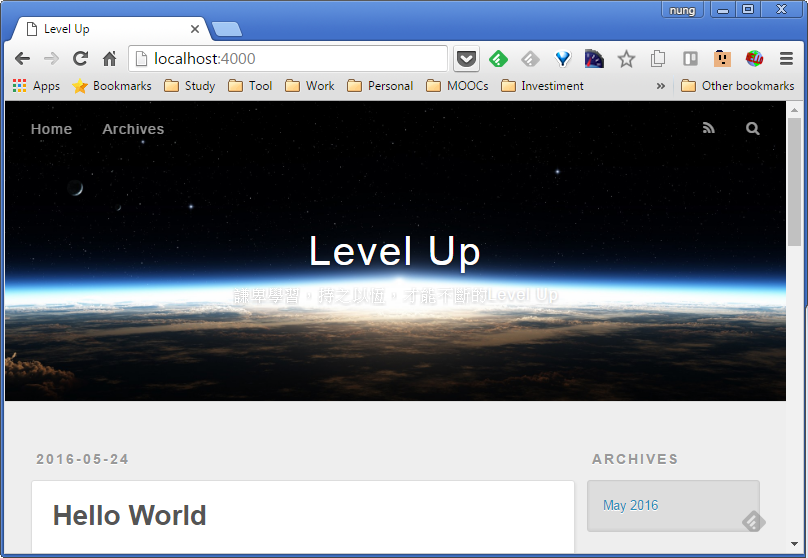 nung
Level Up
localhost:4000
Apps Bookmarks Study Tool Work Personal MOOCs Investiment » Other bookmarks
Home Archives
Level Up
謙卑學習，持之以恆，才能不斷的Level Up
2016-05-24
ARCHIVES
Hello World
May 2016